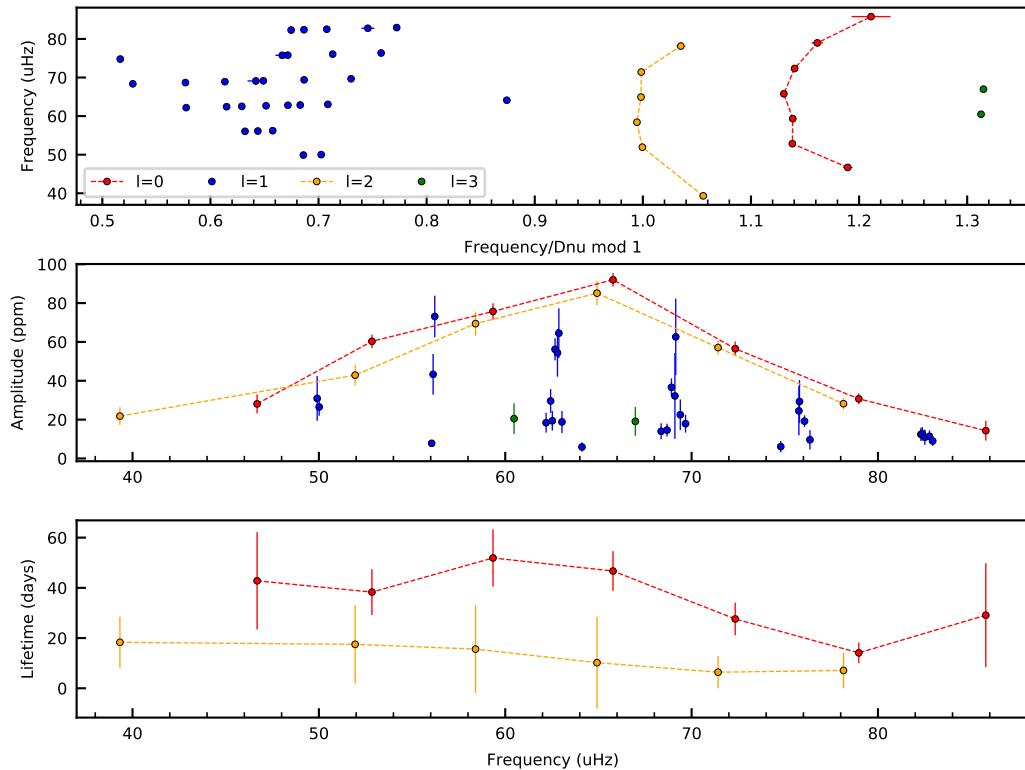 Frequency (uHz)
80
70
60
50
40
l=0 l=1 l=2 l=3
0.5 0.6 0.7 0.8 0.9 1.0 1.1 1.2 1.3
Frequency/Dnu mod 1
Amplitude (ppm)
100
80
60
40
20
0
40 50 60 70 80
Lifetime (days)
60
40
20
0
40 50 60 70 80
Frequency (uHz)